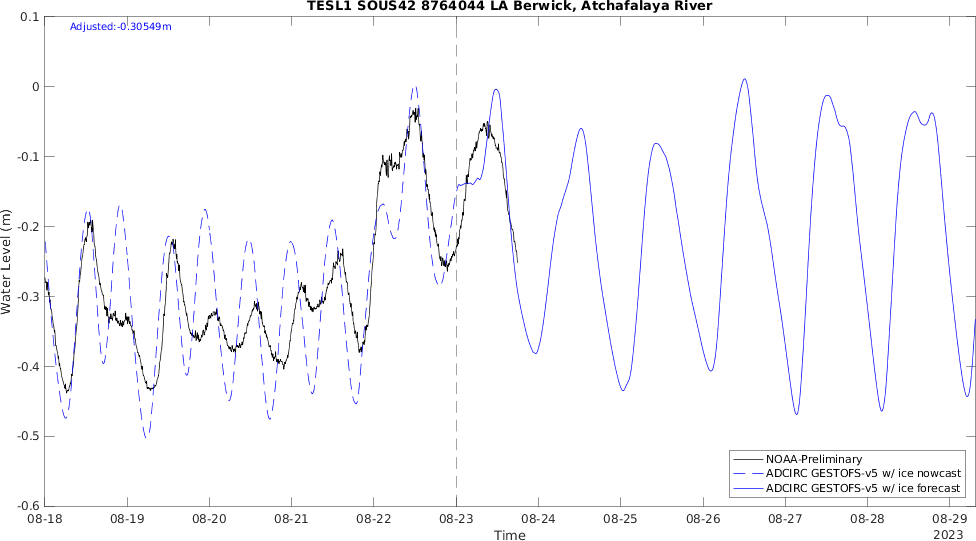 TESL1 SOUS42 8764044 LA Berwick, Atchafalaya River
Adjusted:-0.30549m
0.1
0
-0.1
-0.2
-0.3
-0.4
-0.5
-0.6
Water Level (m)
NOAA-Preliminary
ADCIRC GESTOFS-v5 w/ ice nowcast
ADCIRC GESTOFS-v5 w/ ice forecast
08-18 08-19 08-20 08-21 08-22 08-23 08-24 08-25 08-26 08-27 08-28 08-29
2023
Time